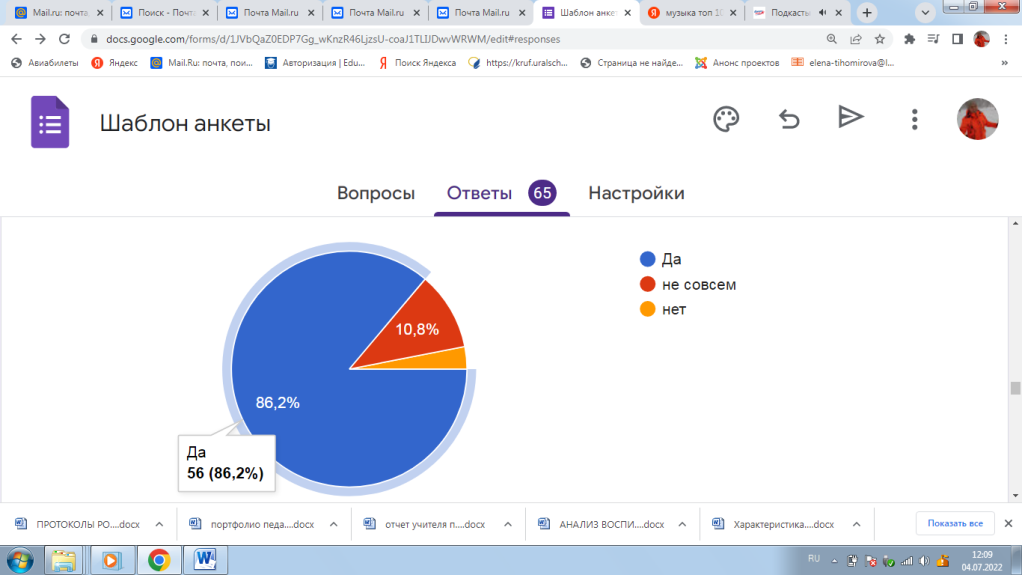 Mail.ru: почта,
Поиск - Почт
Почта Mail.ru
Почта Mail.ru
Почта Mail.ru
Шаблон анкет
музыка топ 10
Подкасты
docs.google.com/forms/d/1JVbQaZ0EDP7Gg_wKnzR46LjzsU-coaJ1TLIJDwvWRWM/edit#responses
Авиабилеты
Яндекс
Mail.Ru: почта, пои...
Авторизация | Edu...
Поиск Яндекса
https://kruf.uralsch...
Страница не найде...
Анонс проектов
elena-tihomirova@l...
»
Шаблон анкеты
Вопросы
Ответы 65
Настройки
Да
не совсем
нет
10,8%
86,2%
Да
56 (86,2%)
ПРОТОКОЛЫ РО....docx
портфолио педа....docx
отчет учителя п....docx
АНАЛИЗ ВОСПИ....docx
Характеристика....docx
Показать все
RU
12:09
04.07.2022